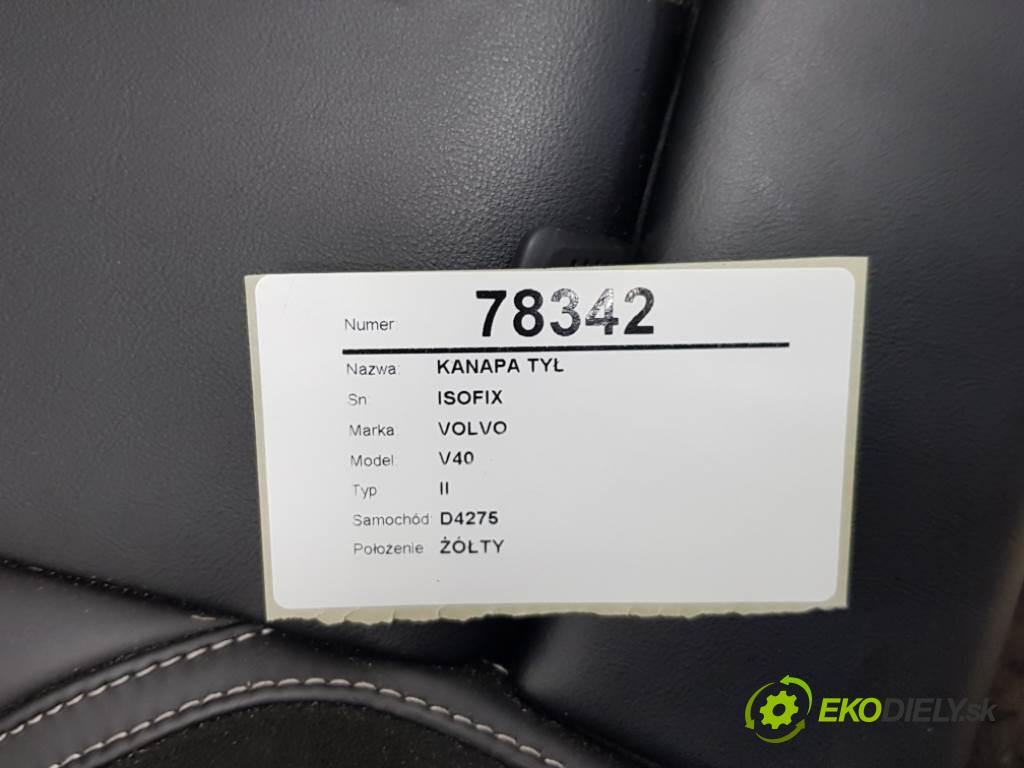 Numer: 78342
Nazwa: KANAPA TYŁ
Sn: ISOFIX
Marka: VOLVO
Model: V40
Typ II
Samochód: D4275
Położenie ŻÓŁTY
EKODIELY.sk